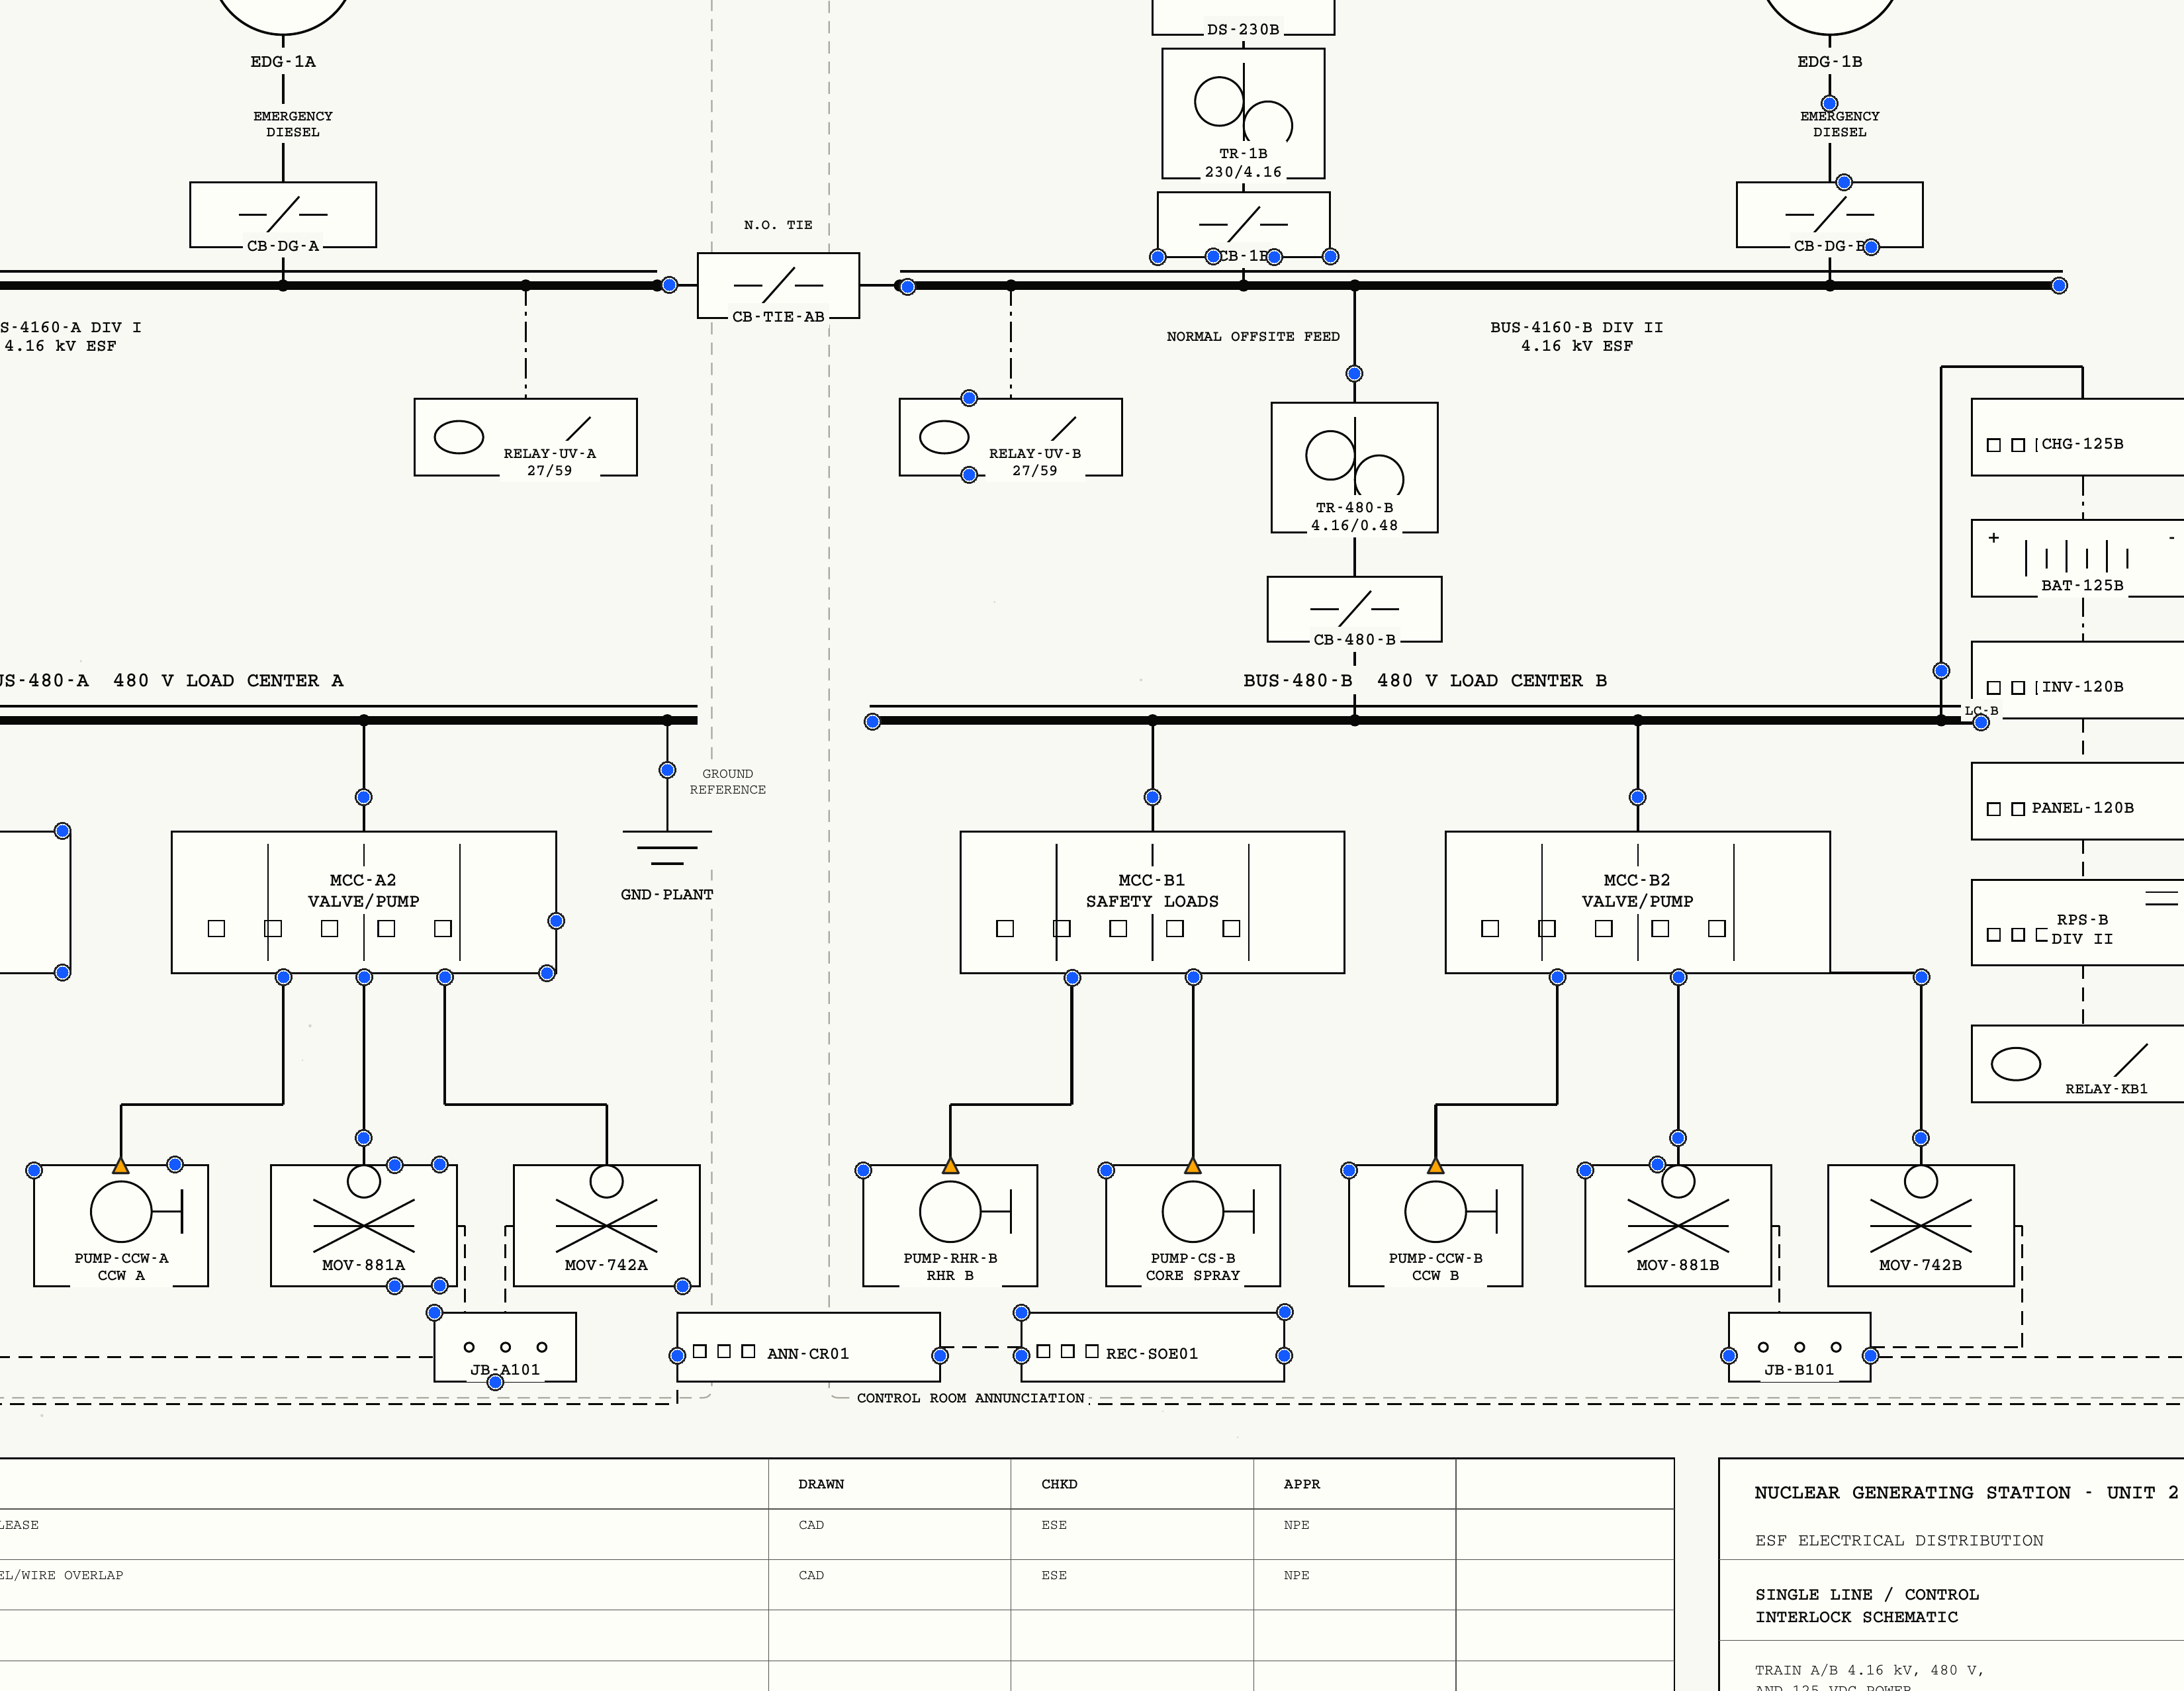 DS-230B
EDG-1A
EDG-1B
EMERGENCY
DIESEL
EMERGENCY
DIESEL
TR-1B
230/4.16
N.O. TIE
CB-DG-A
CB-1B
CB-DG-B
CB-TIE-AB
S-4160-A DIV I
4.16 kV ESF
NORMAL OFFSITE FEED
BUS-4160-B DIV II
4.16 kV ESF
RELAY-UV-A
27/59
RELAY-UV-B
27/59
CHG-125B
TR-480-B
4.16/0.48
+ -
BAT-125B
CB-480-B
US-480-A 480 V LOAD CENTER A
BUS-480-B 480 V LOAD CENTER B
INV-120B
LC-B
GROUND
REFERENCE
PANEL-120B
MCC-A2
VALVE/PUMP
GND-PLANT
MCC-B1
SAFETY LOADS
MCC-B2
VALVE/PUMP
RPS-B
DIV II
RELAY-KB1
PUMP-CCW-A
CCW A
MOV-881A
MOV-742A
PUMP-RHR-B
RHR B
PUMP-CS-B
CORE SPRAY
PUMP-CCW-B
CCW B
MOV-881B
MOV-742B
JB-A101
ANN-CR01
REC-SOE01
JB-B101
CONTROL ROOM ANNUNCIATION
DRAWN CHKD APPR
LEASE CAD ESE NPE
EL/WIRE OVERLAP CAD ESE NPE
NUCLEAR GENERATING STATION - UNIT 2
ESF ELECTRICAL DISTRIBUTION
SINGLE LINE / CONTROL
INTERLOCK SCHEMATIC
TRAIN A/B 4.16 kV, 480 V,
AND 125 VDC POWER